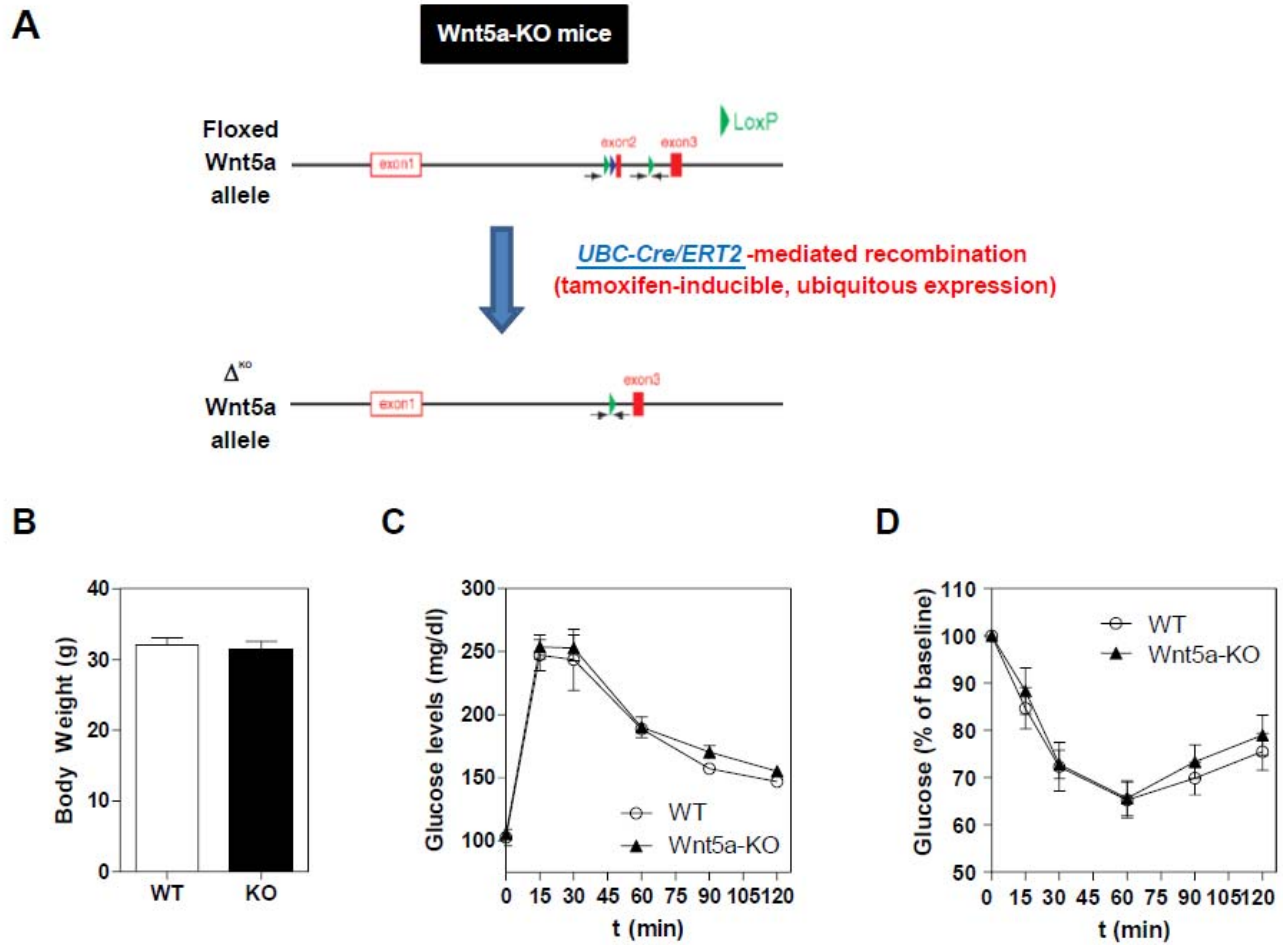 A
Wnt5a-KO mice
LoxP
Floxed
Wnt5a
allele
exon1
exon2
exon3
UBC-Cre/ERT2-mediated recombination
(tamoxifen-inducible, ubiquitous expression)
Δᴷᴼ
Wnt5a
allele
exon1
exon3
B
Body Weight (g)
40
30
20
10
0
WT
KO
C
Glucose levels (mg/dl)
300
250
200
150
100
WT
Wnt5a-KO
0 15 30 45 60 75 90 105 120
t (min)
D
Glucose (% of baseline)
110
100
90
80
70
60
50
WT
Wnt5a-KO
0 15 30 45 60 75 90 105 120
t (min)